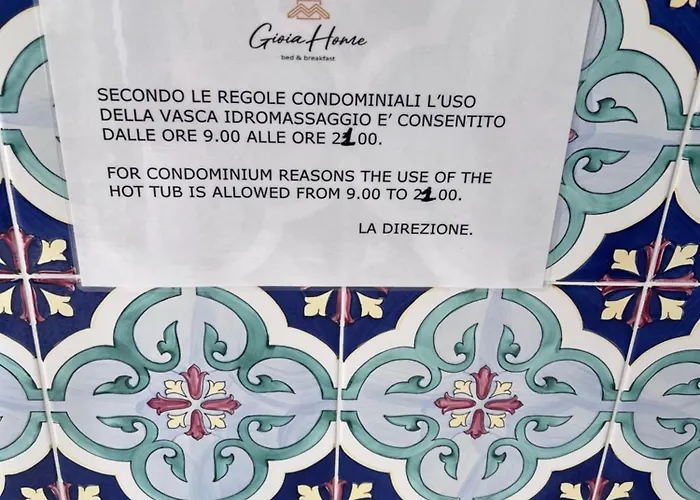 Gioia Home
bed & breakfast
SECONDO LE REGOLE CONDOMINIALI L'USO
DELLA VASCA IDROMASSAGGIO E' CONSENTITO
DALLE ORE 9.00 ALLE ORE 21.00.
FOR CONDOMINIUM REASONS THE USE OF THE
HOT TUB IS ALLOWED FROM 9.00 TO 21.00.
LA DIREZIONE.